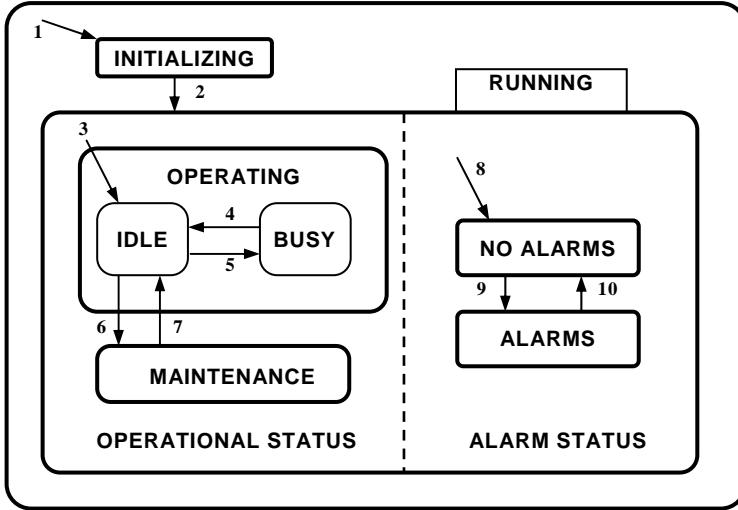 1
INITIALIZING
2
RUNNING
3
OPERATING
8
IDLE
4
5
BUSY
NO ALARMS
6
7
9
10
MAINTENANCE
ALARMS
OPERATIONAL STATUS
ALARM STATUS